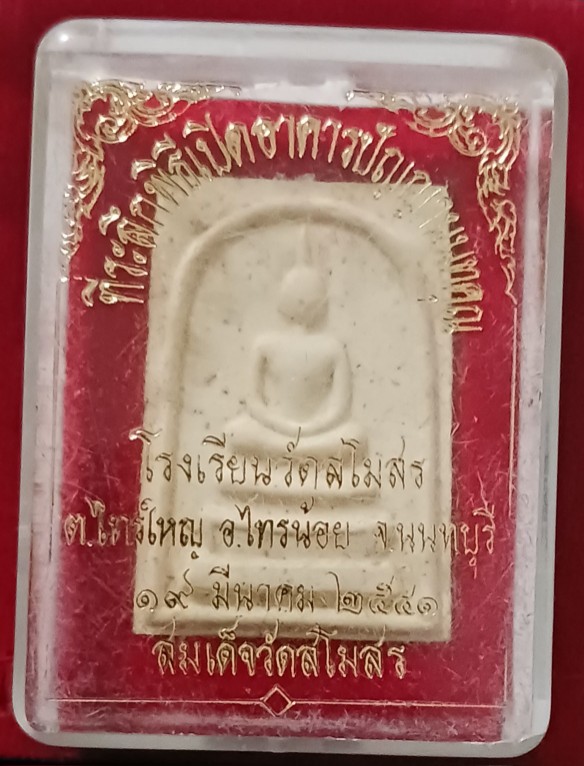 ที่ระลึกพิธีเปิดอาคาร
โรงเรียนวัดสโมสร
ต.ไทรใหญ่ อ.ไทรน้อย จ.นนทบุรี
๑๙ มีนาคม ๒๕๔๑
สมเด็จวัดสโมสร